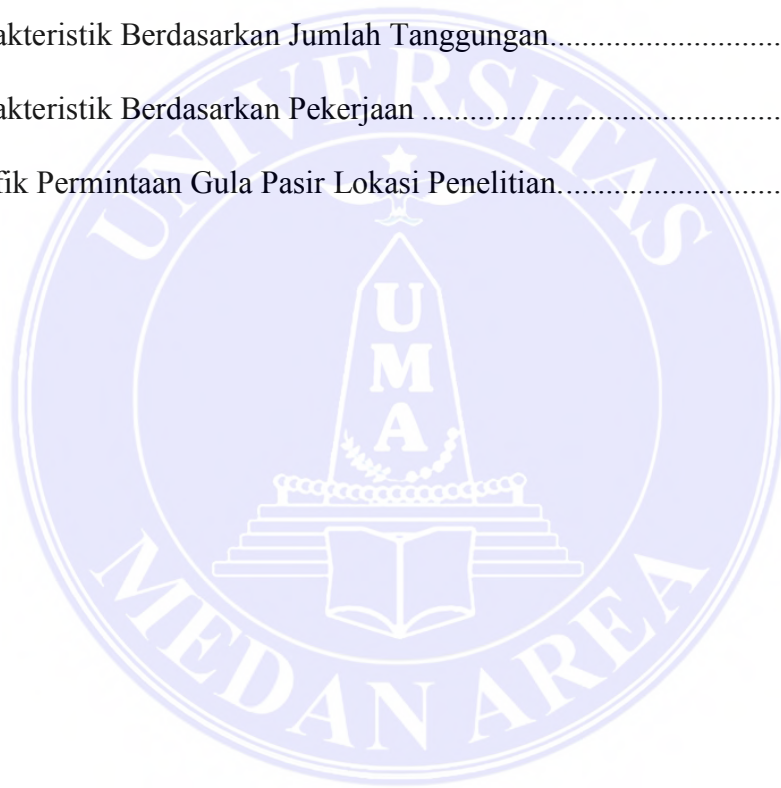 akteristik Berdasarkan Jumlah Tanggungan............................
akteristik Berdasarkan Pekerjaan ............................................
fik Permintaan Gula Pasir Lokasi Penelitian...........................
UNIVERSITAS
U
M
A
MEDAN AREA